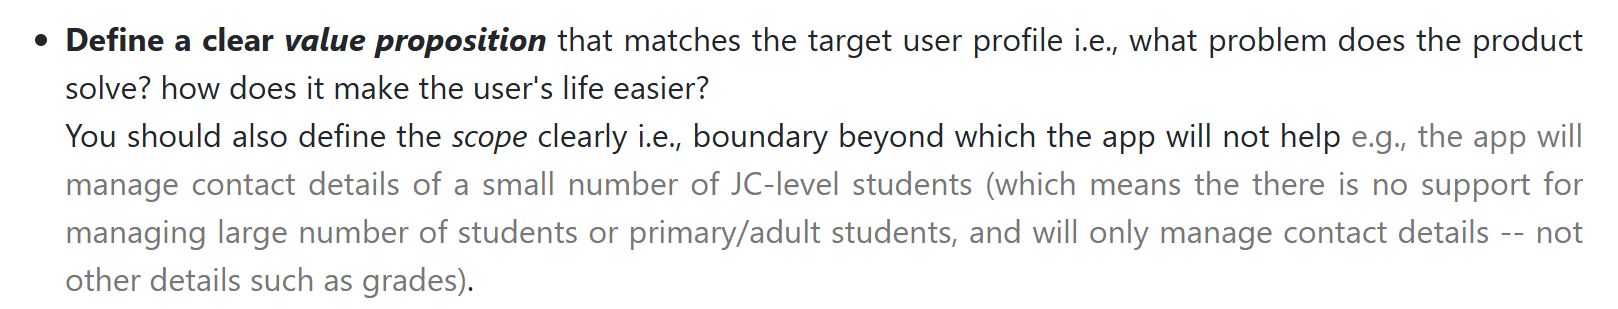 • Define a clear value proposition that matches the target user profile i.e., what problem does the product
solve? how does it make the user's life easier?
You should also define the scope clearly i.e., boundary beyond which the app will not help e.g., the app will
manage contact details of a small number of JC-level students (which means the there is no support for
managing large number of students or primary/adult students, and will only manage contact details -- not
other details such as grades).